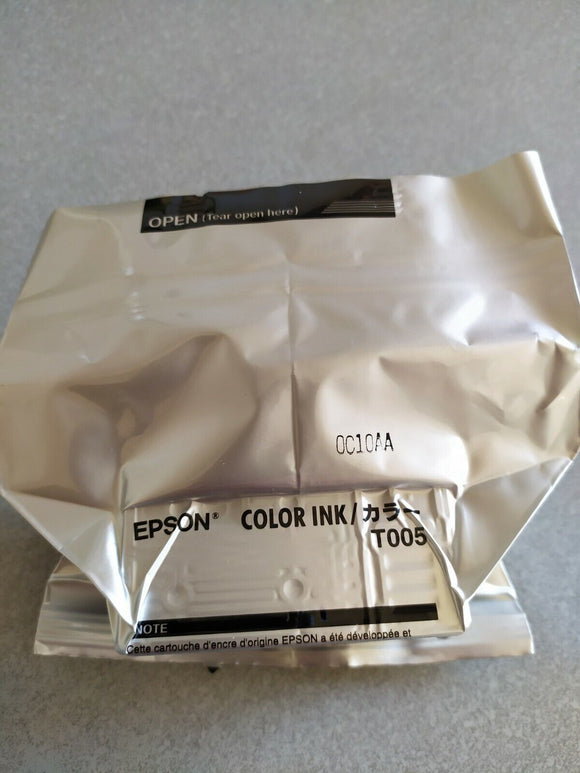 OPEN (Tear open here)
0C10AA
EPSON® COLOR INK/カラー
T005
NOTE
Cette cartouche d'encre d'origine EPSON a été développée et